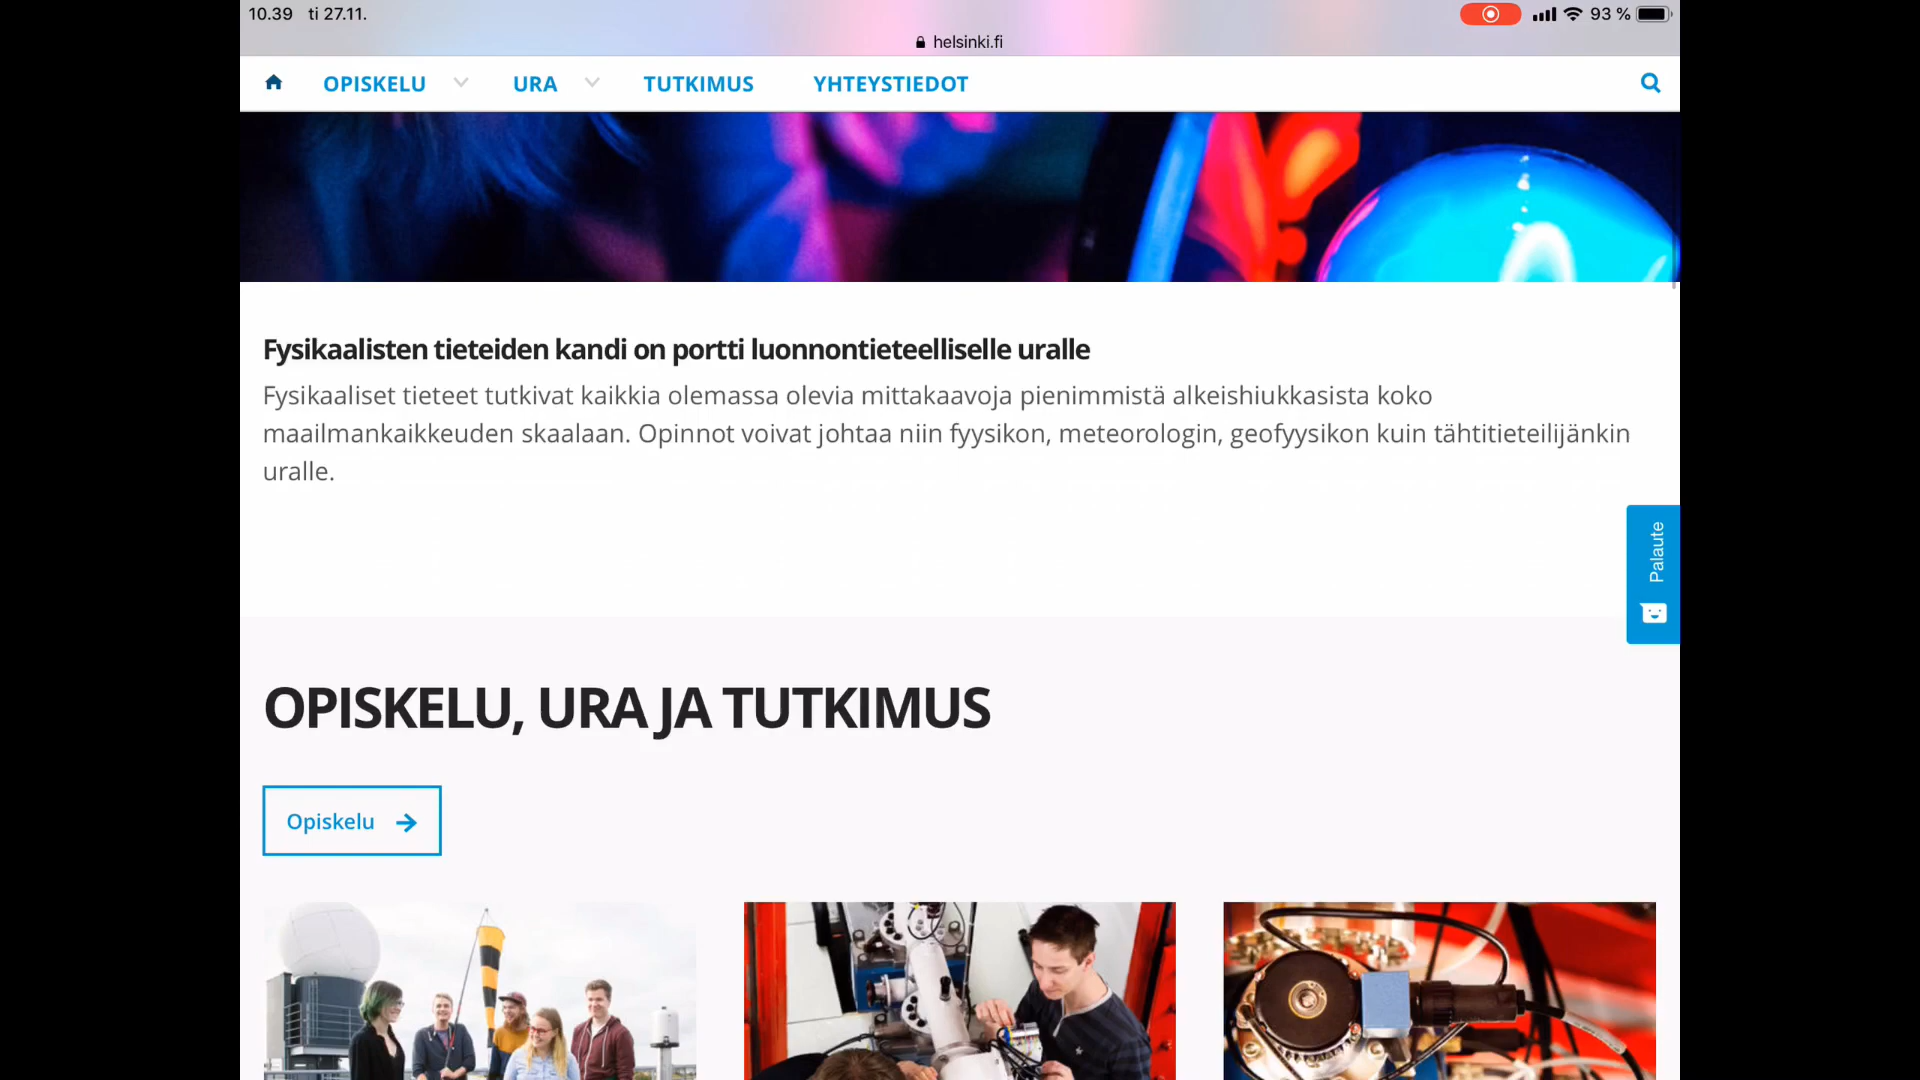 10.39 ti 27.11.
93 %
helsinki.fi
OPISKELU URA TUTKIMUS YHTEYSTIEDOT
Fysikaalisten tieteiden kandi on portti luonnontieteelliselle uralle
Fysikaaliset tieteet tutkivat kaikkia olemassa olevia mittakaavoja pienimmistä alkeishiukkasista koko
maailmankaikkeuden skaalaan. Opinnot voivat johtaa niin fyysikon, meteorologin, geofyysikon kuin tähtitieteilijänkin
uralle.
Palaute
OPISKELU, URA JA TUTKIMUS
Opiskelu